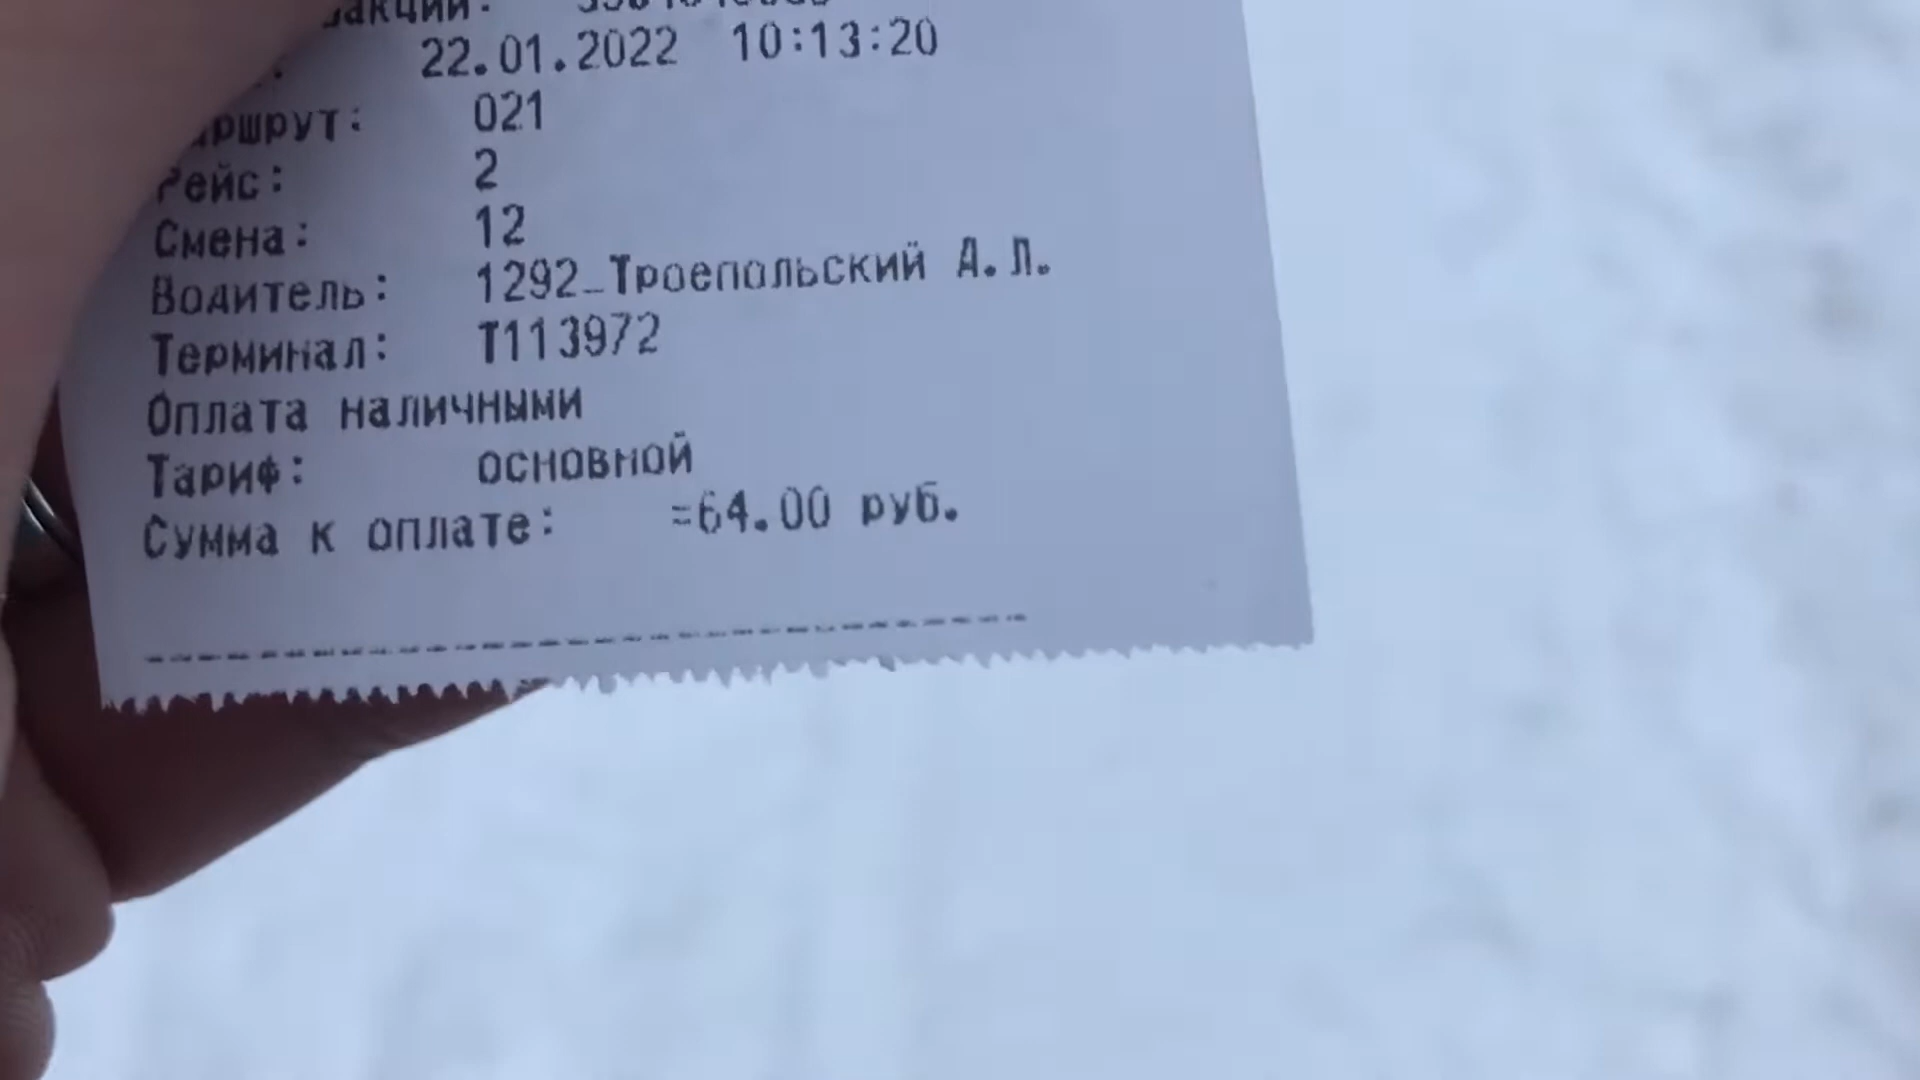 22.01.2022 10:13:20
021
Рейс: 2
Смена: 12
Водитель: 1292_Троепольский А.Л.
Терминал: Т113972
Оплата наличными
Тариф: основной
Сумма к оплате: =64.00 руб.